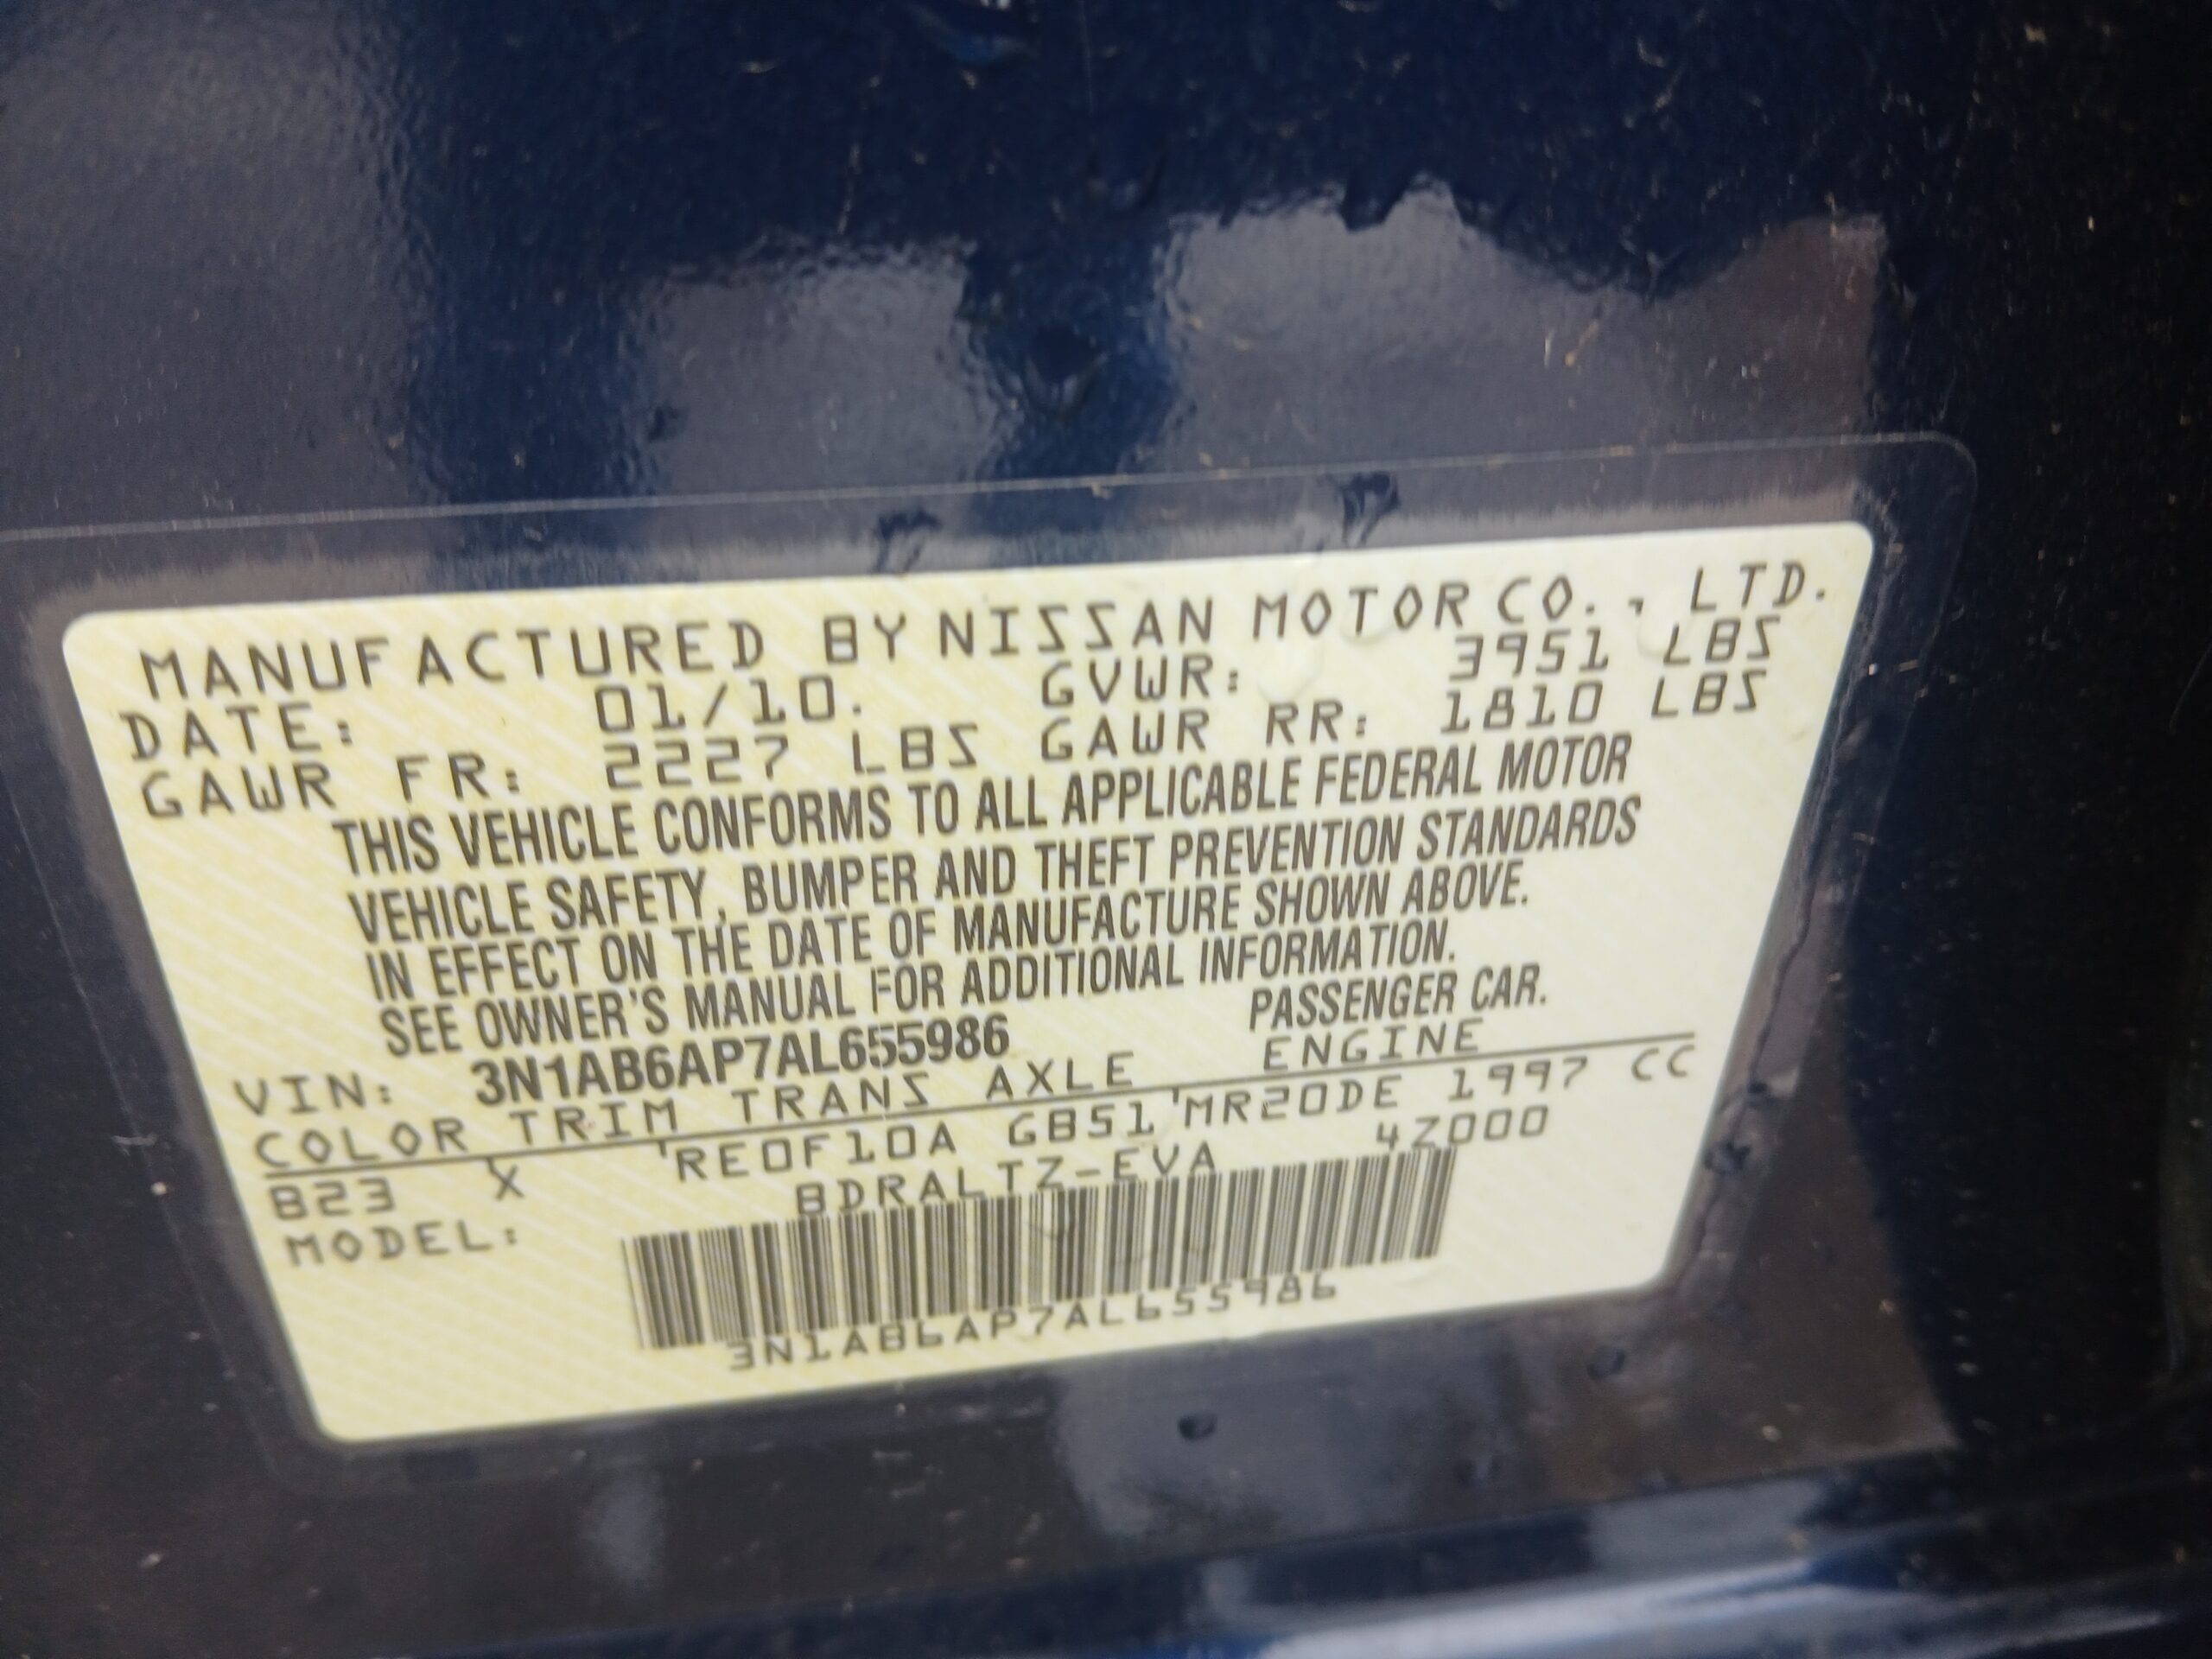 MANUFACTURED BY NISSAN MOTOR CO., LTD.
DATE: 01/10. GVWR: 3951 LBS
GAWR FR: 2227 LBS GAWR RR: 1810 LBS
THIS VEHICLE CONFORMS TO ALL APPLICABLE FEDERAL MOTOR
VEHICLE SAFETY, BUMPER AND THEFT PREVENTION STANDARDS
IN EFFECT ON THE DATE OF MANUFACTURE SHOWN ABOVE.
SEE OWNER'S MANUAL FOR ADDITIONAL INFORMATION.
VIN: 3N1AB6AP7AL655986 PASSENGER CAR.
COLOR TRIM TRANS AXLE ENGINE
B23 X RE0F10A GB51 MR20DE 1997 CC
MODEL: BDRALTZ-EVA 4Z000
3N1AB6AP7AL655986